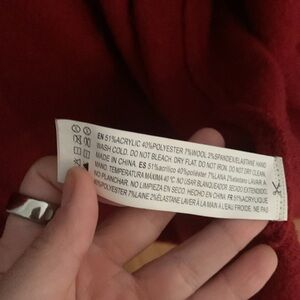 EN 51%ACRYLIC 40%POLYESTER 7%WOOL 2%SPANDEX/ELASTANE HAND
WASH COLD. DO NOT BLEACH. DRY FLAT. DO NOT IRON. DO NOT DRY CLEAN.
MADE IN CHINA. ES 51%acrílico 40%poliéster 7%LANA 2%elastano LAVAR A
MANO TEMPERATURA MÁXIMA 40 °C NO USAR BLANQUEADOR SECADO EXTENDIDO.
NO PLANCHAR. NO LIMPIEZA EN SECO. HECHO EN CHINA. FR 51%ACRYLIQUE
40%POLYESTER 7%LAINE 2%ÉLASTANE LAVER À LA MAIN À L'EAU FROIDE, NE PAS